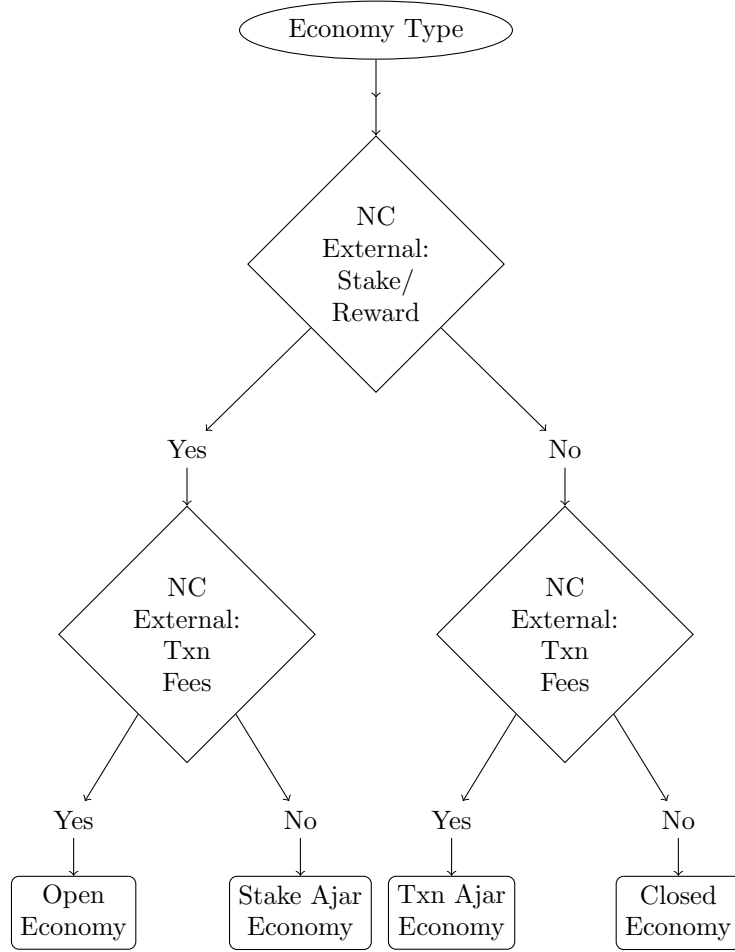 Economy Type
NC
External:
Stake/
Reward
Yes
No
NC
External:
Txn
Fees
NC
External:
Txn
Fees
Yes
No
Yes
No
Open
Economy
Stake Ajar
Economy
Txn Ajar
Economy
Closed
Economy